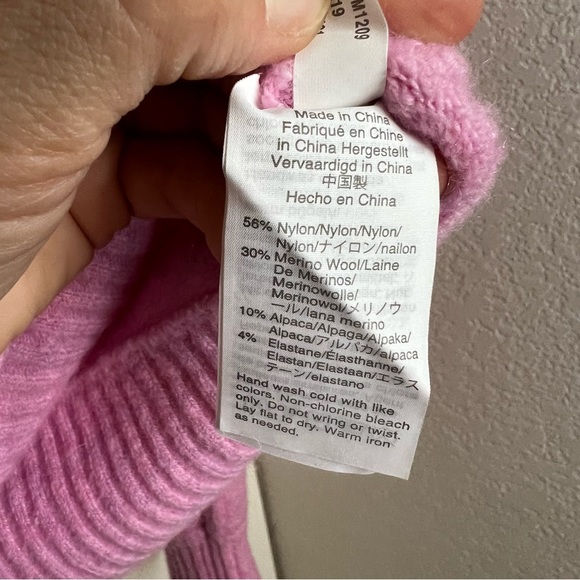 M1209
19
Made in China
Fabriqué en Chine
in China Hergestellt
Vervaardigd in China
中国製
Hecho en China
56% Nylon/Nylon/Nylon/
Nylon/ナイロン/nailon
30% Merino Wool/Laine
De Merinos/
Merinowolle/
Merinowol/メリノウ
ール/lana merino
10% Alpaca/Alpaga/Alpaka/
Alpaca/アルパカ/alpaca
4% Elastane/Élasthanne/
Elastan/Elastaan/エラス
テーン/elastano
Hand wash cold with like
colors. Non-chlorine bleach
only. Do not wring or twist.
Lay flat to dry. Warm iron
as needed.